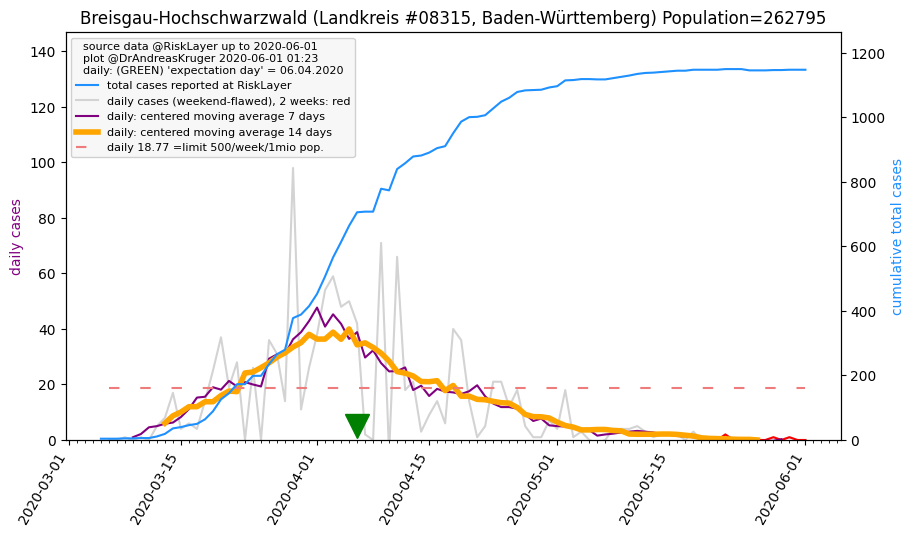 Breisgau-Hochschwarzwald (Landkreis #08315, Baden-Württemberg) Population=262795
source data @RiskLayer up to 2020-06-01
plot @DrAndreasKruger 2020-06-01 01:23
daily: (GREEN) 'expectation day' = 06.04.2020
total cases reported at RiskLayer
daily cases (weekend-flawed), 2 weeks: red
daily: centered moving average 7 days
daily: centered moving average 14 days
daily 18.77 =limit 500/week/1mio pop.
daily cases
140
120
100
80
60
40
20
0
1200
1000
800
600
400
200
0
cumulative total cases
2020-03-01
2020-03-15
2020-04-01
2020-04-15
2020-05-01
2020-05-15
2020-06-01